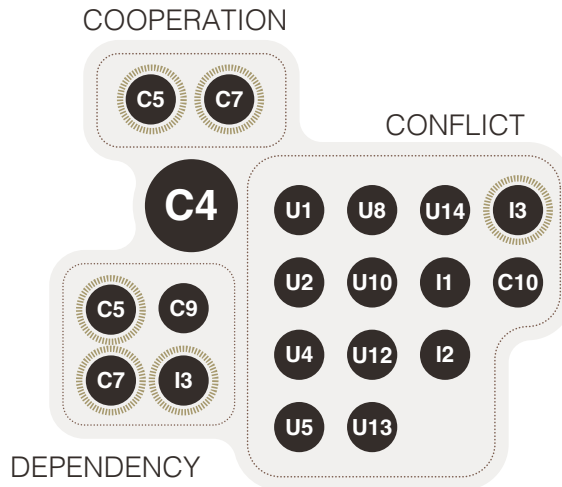 COOPERATION
C5 C7
CONFLICT
C4
U1 U8 U14 I3
U2 U10 I1 C10
U4 U12 I2
U5 U13
C5 C9
C7 I3
DEPENDENCY